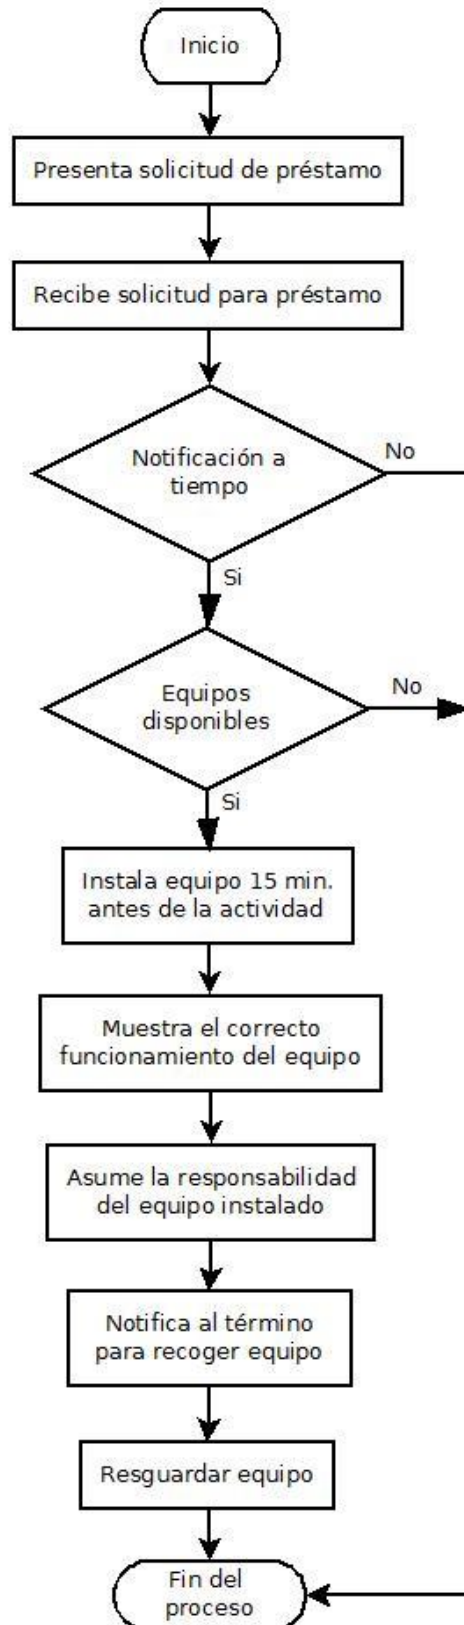 Inicio
Presenta solicitud de préstamo
Recibe solicitud para préstamo
Notificación a
tiempo
No
Si
Equipos
disponibles
No
Si
Instala equipo 15 min.
antes de la actividad
Muestra el correcto
funcionamiento del equipo
Asume la responsabilidad
del equipo instalado
Notifica al término
para recoger equipo
Resguardar equipo
Fin del
proceso